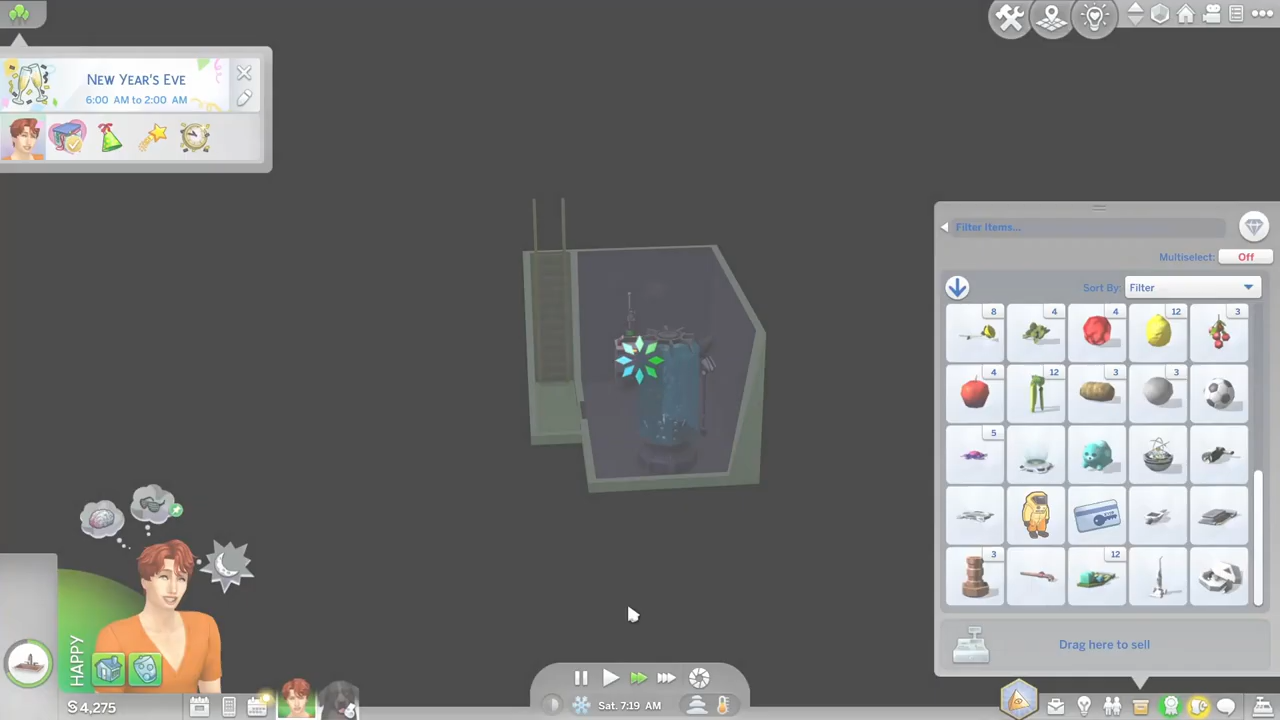 NEW YEAR'S EVE
6:00 AM to 2:00 AM
Filter Items...
Multiselect: Off
Sort By: Filter
8 4 4 12 3
4 12 3 3
5
3 12
Drag here to sell
HAPPY
§4,275
Sat. 7:19 AM